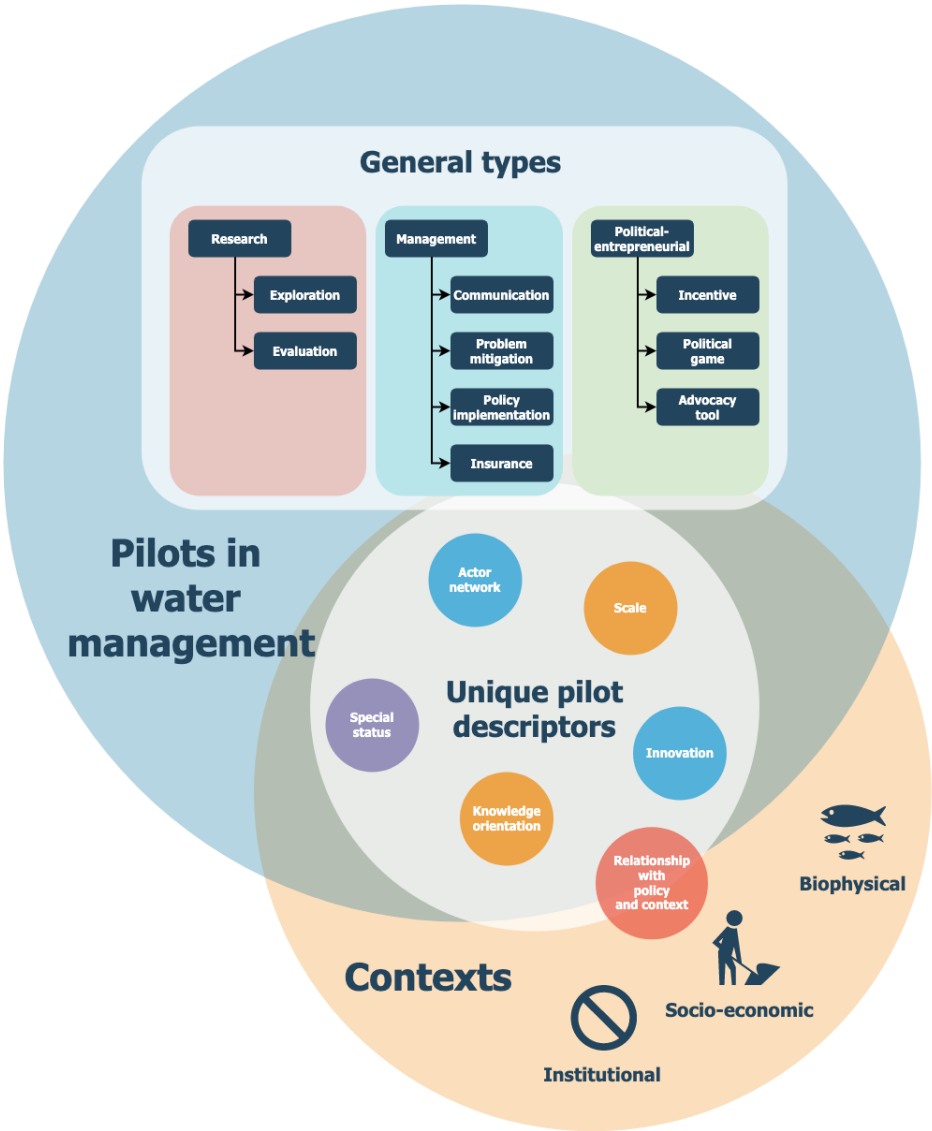 General types
Research
Exploration
Evaluation
Management
Communication
Problem
mitigation
Policy
implementation
Insurance
Political-
entrepreneurial
Incentive
Political
game
Advocacy
tool
Pilots in
water
management
Actor
network
Scale
Unique pilot
descriptors
Special
status
Innovation
Knowledge
orientation
Relationship
with
policy
and context
Biophysical
Contexts
Socio-economic
Institutional